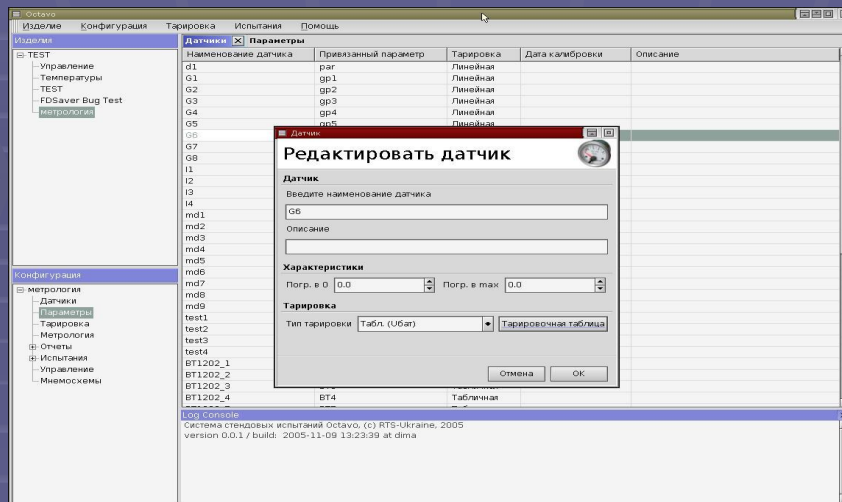 Octavo
Изделие Конфигурация Тарировка Испытания Помощь
Изделия
TEST
Управление
Температуры
TEST
FDSaver Bug Test
метрология
Датчики Параметры
Наименование датчика Привязанный параметр Тарировка Дата калибровки Описание
d1 par Линейная
G1 gp1 Линейная
G2 gp2 Линейная
G3 gp3 Линейная
G4 gp4 Линейная
G5 gp5 Линейная
G6
G7
G8
I1
I2
I3
I4
md1
md2
md3
md4
md5
md6
md7
md8
md9
test1
test2
test3
test4
BT1202_1
BT1202_2
BT1202_3
BT1202_4 BT4 Табличная
Датчик
Редактировать датчик
Датчик
Введите наименование датчика
G6
Описание
Характеристики
Погр. в 0 0.0 Погр. в max 0.0
Тарировка
Тип тарировки Табл. (Uбат) Тарировочная таблица
Отмена ОК
Конфигурация
метрология
Датчики
Параметры
Тарировка
Метрология
Отчеты
Испытания
Управление
Мнемосхемы
Log Console
Система стендовых испытаний Octavo, (c) RTS-Ukraine, 2005
version 0.0.1 / build: 2005-11-09 13:23:39 at dima